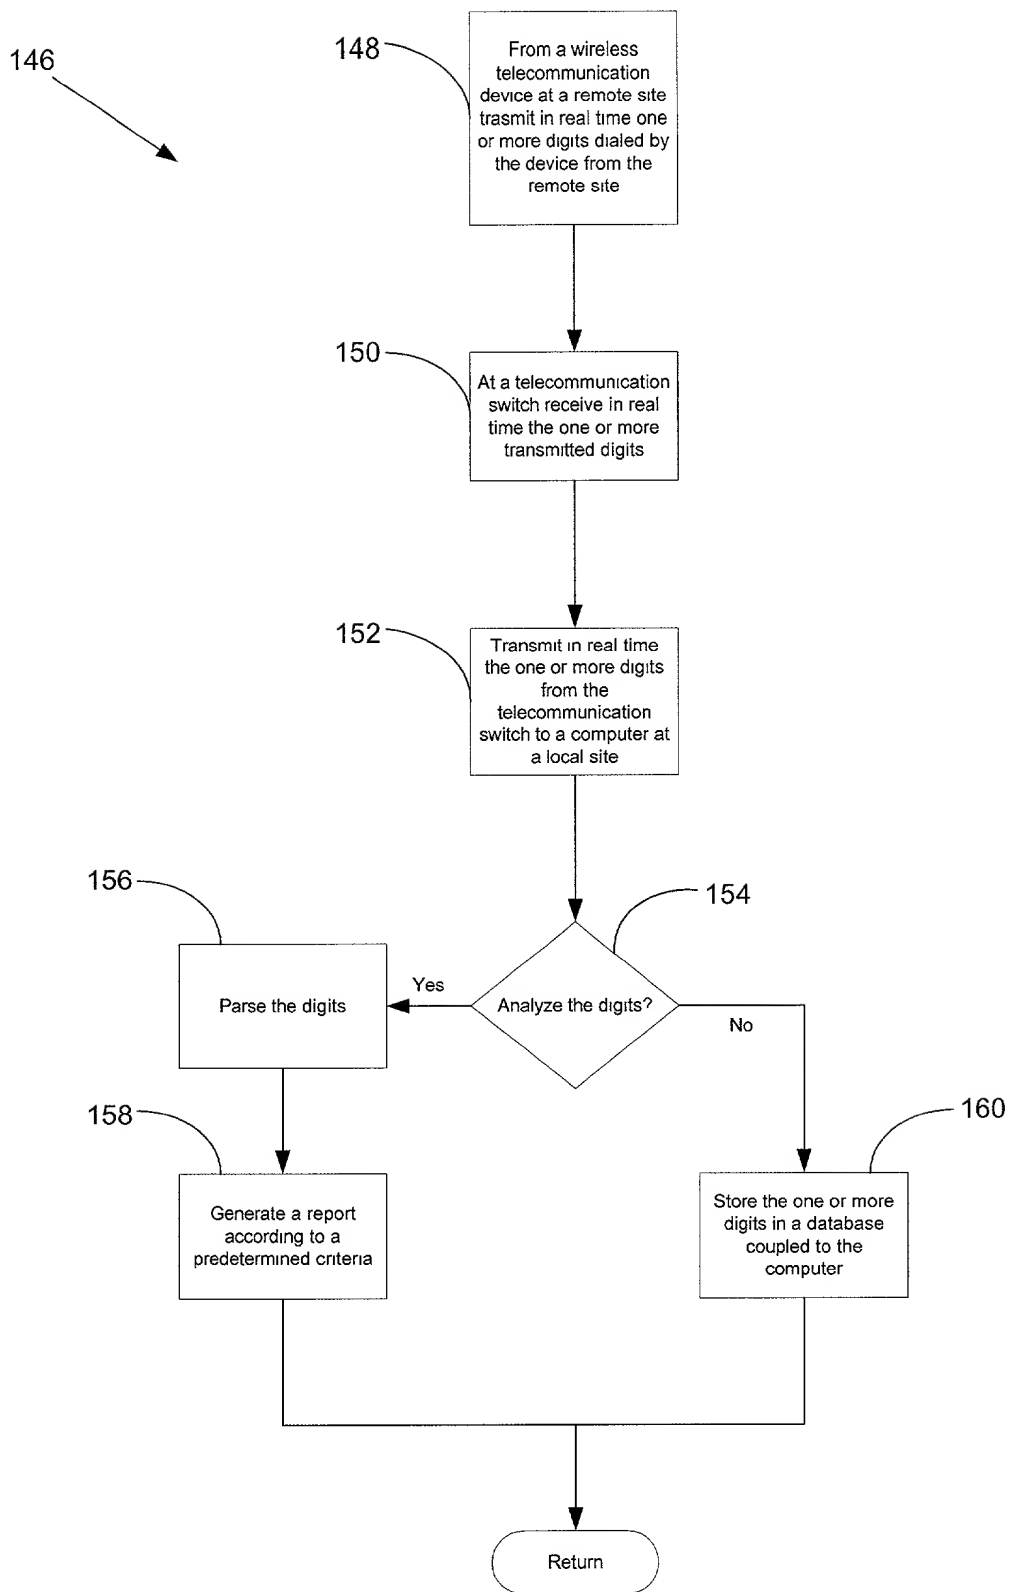 146
148
From a wireless
telecommunication
device at a remote site
trasmit in real time one
or more digits dialed by
the device from the
remote site
150
At a telecommunication
switch receive in real
time the one or more
transmitted digits
152
Transmit in real time
the one or more digits
from the
telecommunication
switch to a computer at
a local site
154
Analyze the digits?
Yes
No
156
Parse the digits
158
Generate a report
according to a
predetermined criteria
160
Store the one or more
digits in a database
coupled to the
computer
Return